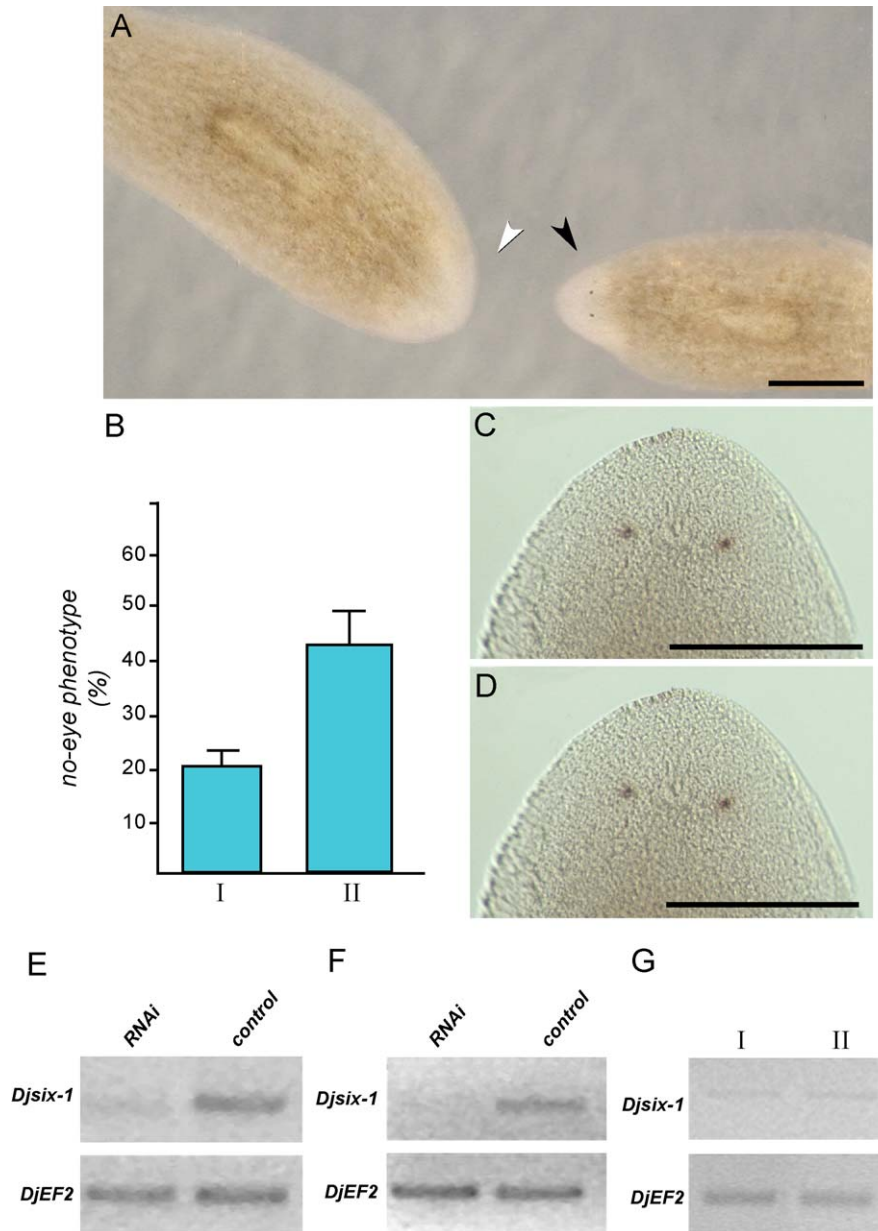 A
B
no-eye phenotype
(%)
60
50
40
30
20
10
I II
C
D
E
RNAi control
Djsix-1
DjEF2
F
RNAi control
Djsix-1
DjEF2
G
I II
Djsix-1
DjEF2